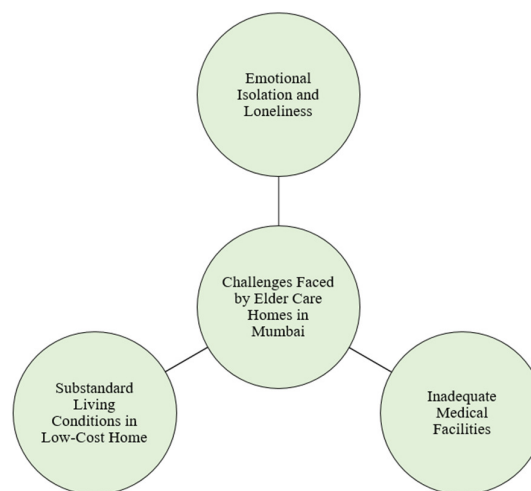 Emotional
Isolation and
Loneliness
Challenges Faced
by Elder Care
Homes in
Mumbai
Substandard
Living
Conditions in
Low-Cost Home
Inadequate
Medical
Facilities